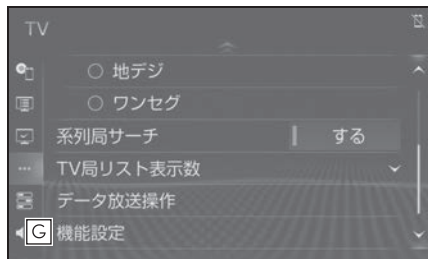 TV
地デジ
ワンセグ
系列局サーチ する
TV局リスト表示数
データ放送操作
G 機能設定